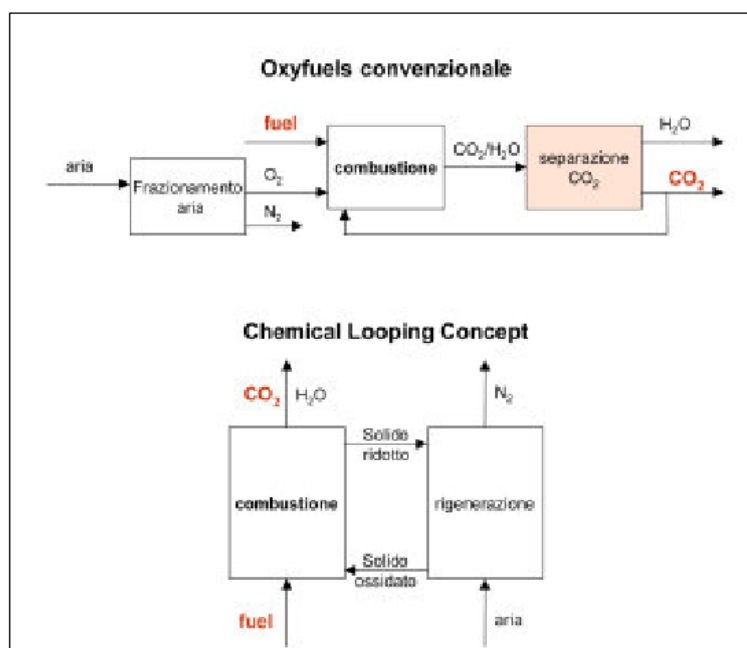 Oxyfuels convenzionale
fuel
H₂O
aria
CO₂/H₂O
combustione
separazione
CO₂
O₂
CO₂
Frazionamento
aria
N₂
Chemical Looping Concept
CO₂ H₂O
N₂
Solido
ridotto
combustione
rigenerazione
Solido
ossidato
fuel
aria